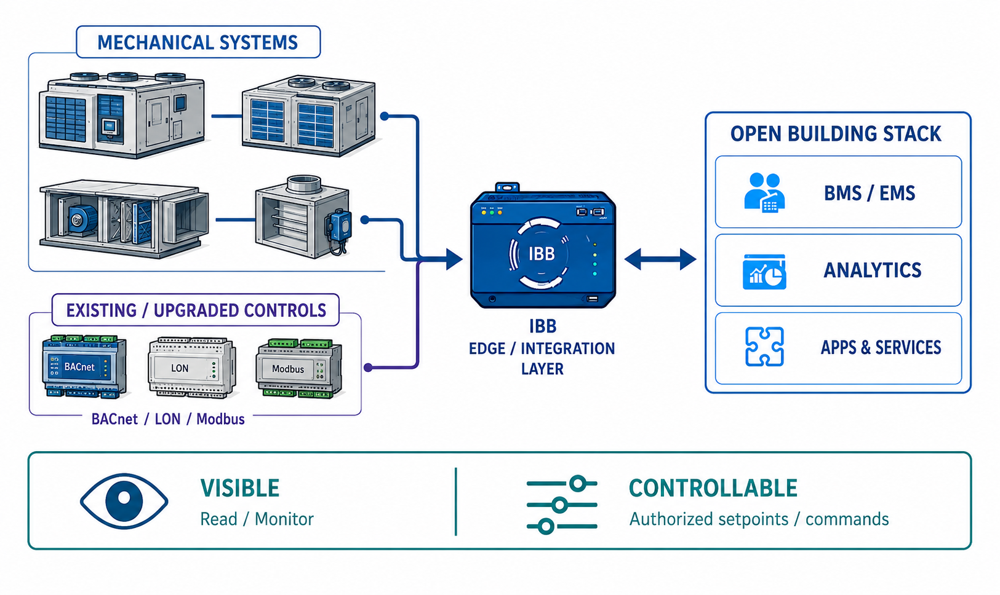 MECHANICAL SYSTEMS
EXISTING / UPGRADED CONTROLS
BACnet
LON
Modbus
BACnet / LON / Modbus
IBB
IBB
EDGE / INTEGRATION
LAYER
OPEN BUILDING STACK
BMS / EMS
ANALYTICS
APPS & SERVICES
VISIBLE
Read / Monitor
CONTROLLABLE
Authorized setpoints / commands